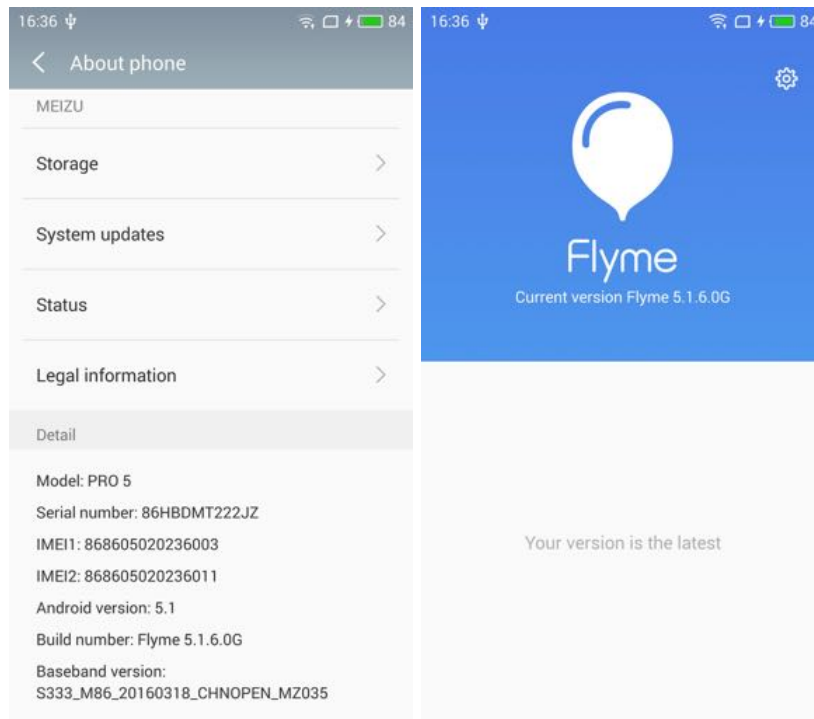 16:36
84
About phone
MEIZU
Storage
System updates
Status
Legal information
Detail
Model: PRO 5
Serial number: 86HBDMT222JZ
IMEI1: 868605020236003
IMEI2: 868605020236011
Android version: 5.1
Build number: Flyme 5.1.6.0G
Baseband version:
S333_M86_20160318_CHNOPEN_MZ035
16:36
84
Flyme
Current version Flyme 5.1.6.0G
Your version is the latest